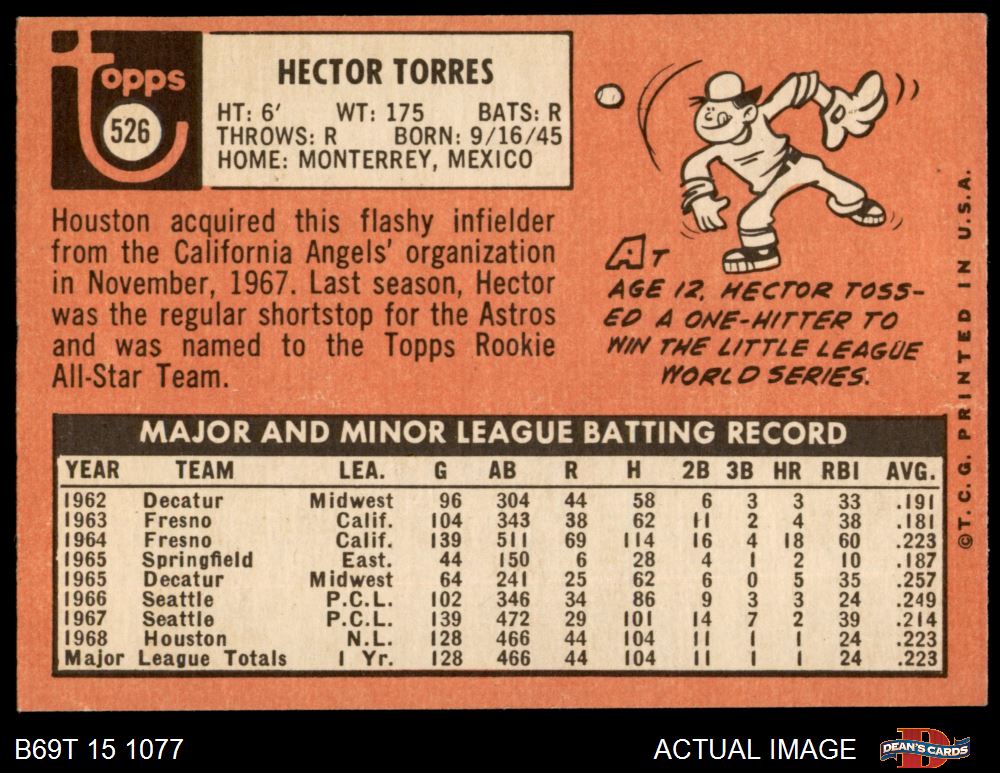 Topps
526
HECTOR TORRES
HT: 6' WT: 175 BATS: R
THROWS: R BORN: 9/16/45
HOME: MONTERREY, MEXICO
Houston acquired this flashy infielder
from the California Angels' organization
in November, 1967. Last season, Hector
was the regular shortstop for the Astros
and was named to the Topps Rookie
All-Star Team.
AT
AGE 12, HECTOR TOSS-
ED A ONE-HITTER TO
WIN THE LITTLE LEAGUE
WORLD SERIES.
©T.C.G. PRINTED IN U.S.A.
MAJOR AND MINOR LEAGUE BATTING RECORD
YEAR TEAM LEA. G AB R H 2B 3B HR RBI AVG.
1962 Decatur Midwest 96 304 44 58 6 3 3 33 .191
1963 Fresno Calif. 104 343 38 62 11 2 4 38 .181
1964 Fresno Calif. 139 511 69 114 16 4 18 60 .223
1965 Springfield East. 44 150 6 28 4 1 2 10 .187
1965 Decatur Midwest 64 241 25 62 6 0 5 35 .257
1966 Seattle P.C.L. 102 346 34 86 9 3 3 24 .249
1967 Seattle P.C.L. 139 472 29 101 14 7 2 39 .214
1968 Houston N.L. 128 466 44 104 11 1 1 24 .223
Major League Totals 1 Yr. 128 466 44 104 11 1 1 24 .223
B69T 15 1077 ACTUAL IMAGE
DEAN'S CARDS